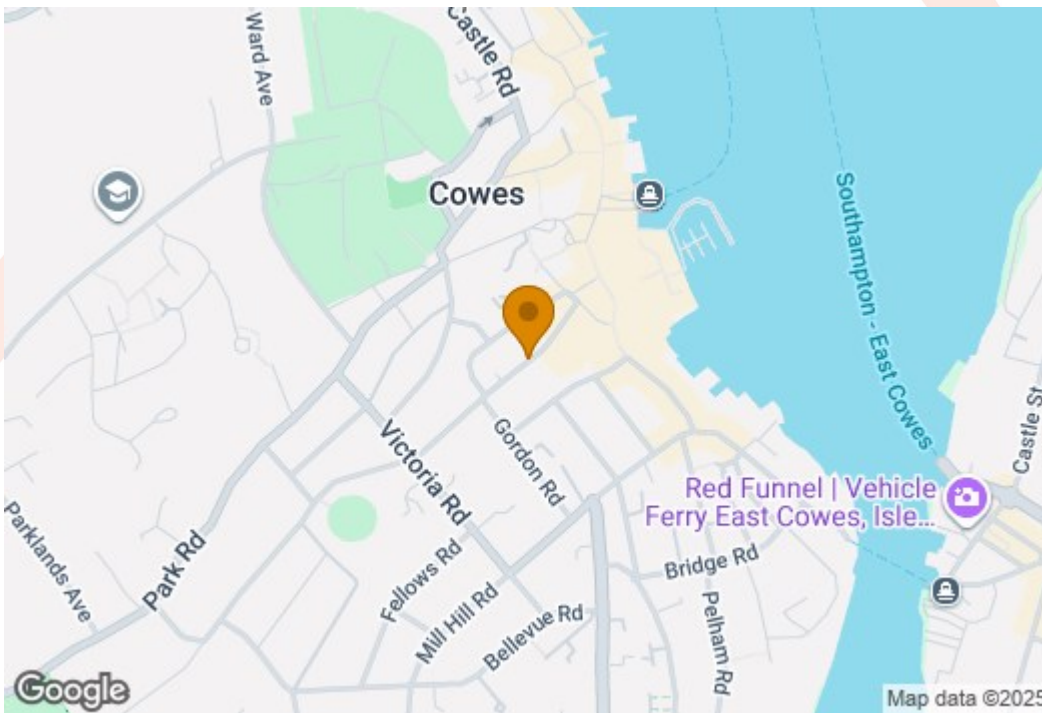 Castle Rd
Ward Ave
Cowes
Southampton - East Cowes
Castle St
Gordon Rd
Victoria Rd
Red Funnel | Vehicle
Ferry East Cowes, Isle...
Parklands Ave
Park Rd
Bridge Rd
Fellows Rd
Mill Hill Rd
Pelham Rd
Bellevue Rd
Google
Map data ©2025